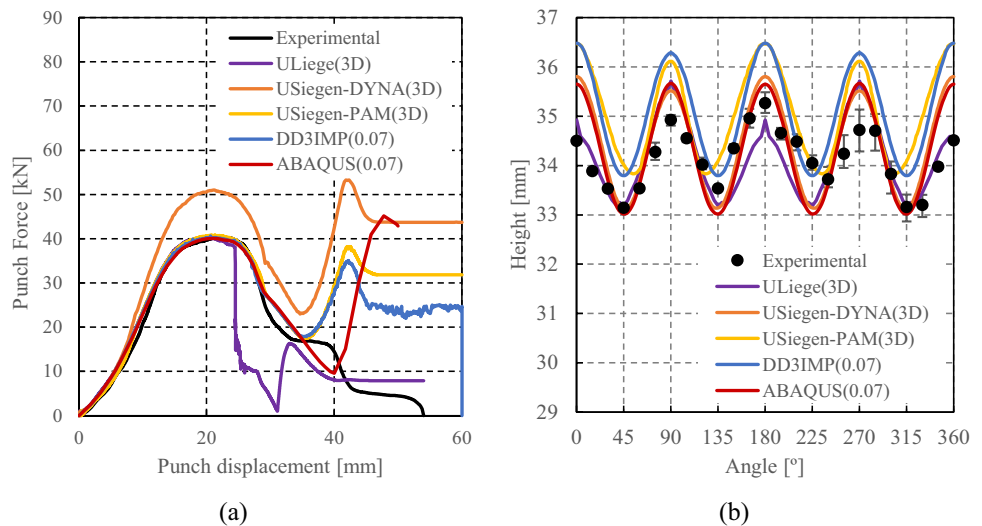 90
80
70
60
50
40
30
20
10
0
0 20 40 60
Punch Force [kN]
Punch displacement [mm]
Experimental
ULiege(3D)
USiegen-DYNA(3D)
USiegen-PAM(3D)
DD3IMP(0.07)
ABAQUS(0.07)
(a)
37
36
35
34
33
32
31
30
29
0 45 90 135 180 225 270 315 360
Height [mm]
Angle [º]
Experimental
ULiege(3D)
USiegen-DYNA(3D)
USiegen-PAM(3D)
DD3IMP(0.07)
ABAQUS(0.07)
(b)